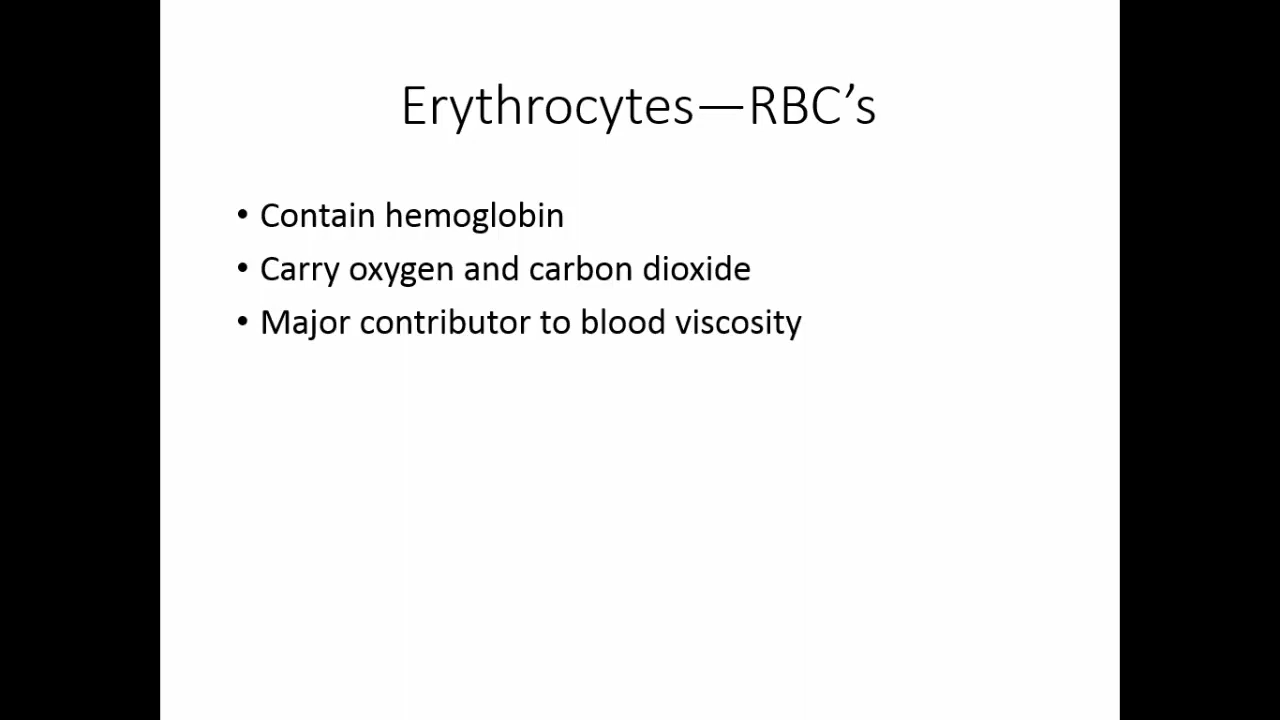 Erythrocytes—RBC’s
• Contain hemoglobin
• Carry oxygen and carbon dioxide
• Major contributor to blood viscosity